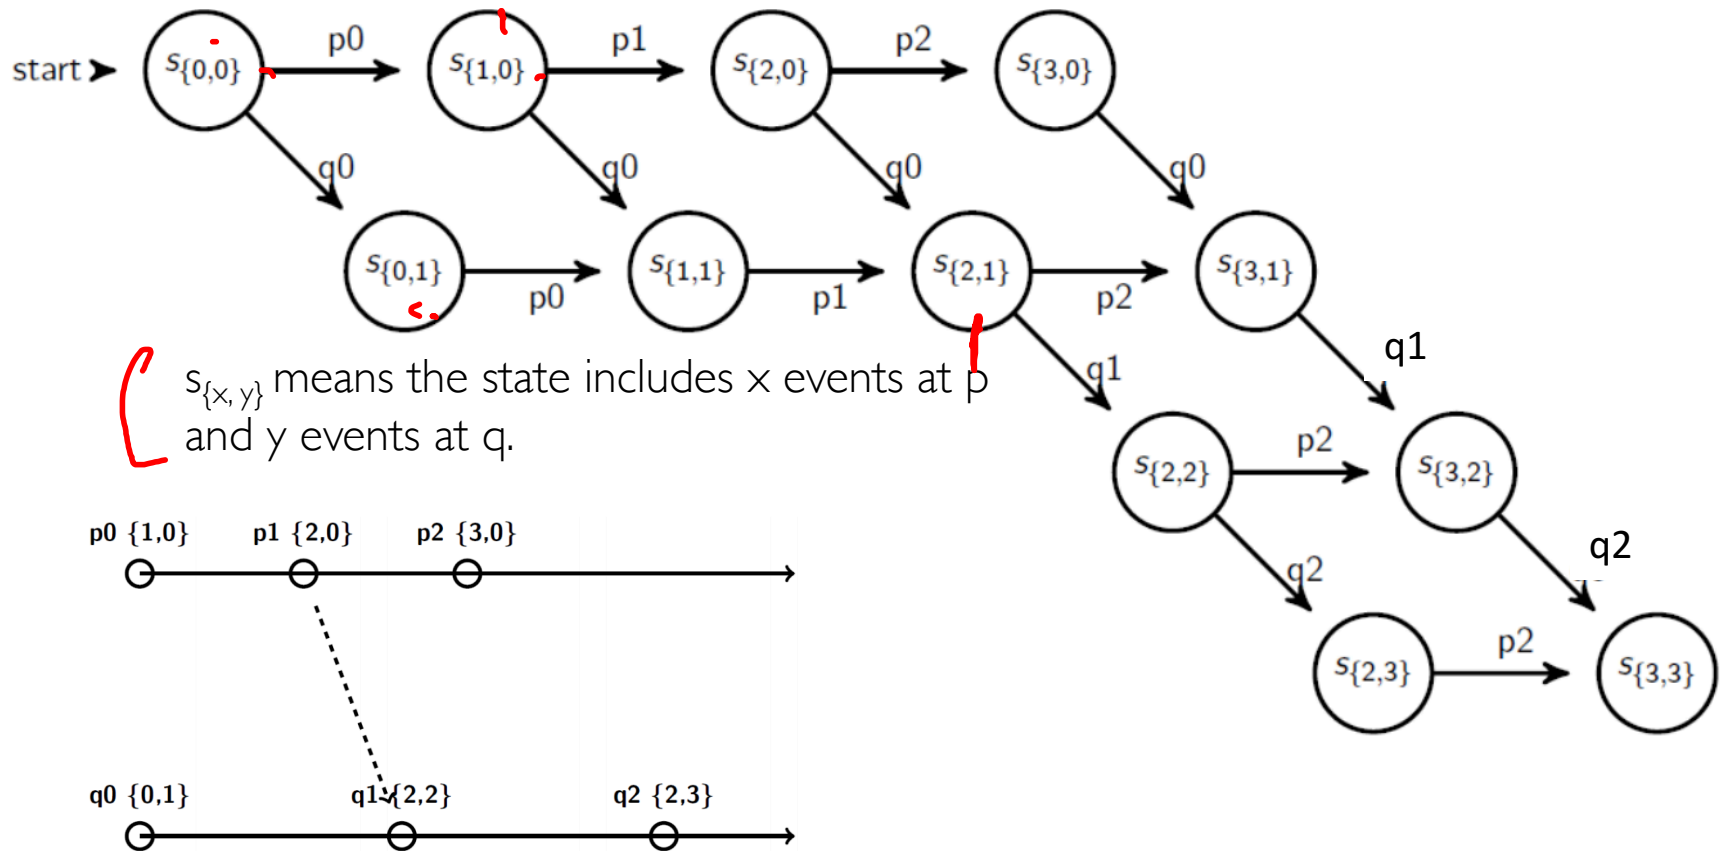 start
p0
p1
p2
s{0,0}
s{1,0}
s{2,0}
s{3,0}
q0
q0
q0
q0
s{0,1}
s{1,1}
s{2,1}
s{3,1}
p0
p1
p2
q1
q1
s{x, y} means the state includes x events at p
and y events at q.
p2
s{2,2}
s{3,2}
q2
q2
p0 {1,0} p1 {2,0} p2 {3,0}
p2
s{2,3}
s{3,3}
q0 {0,1} q1 {2,2} q2 {2,3}